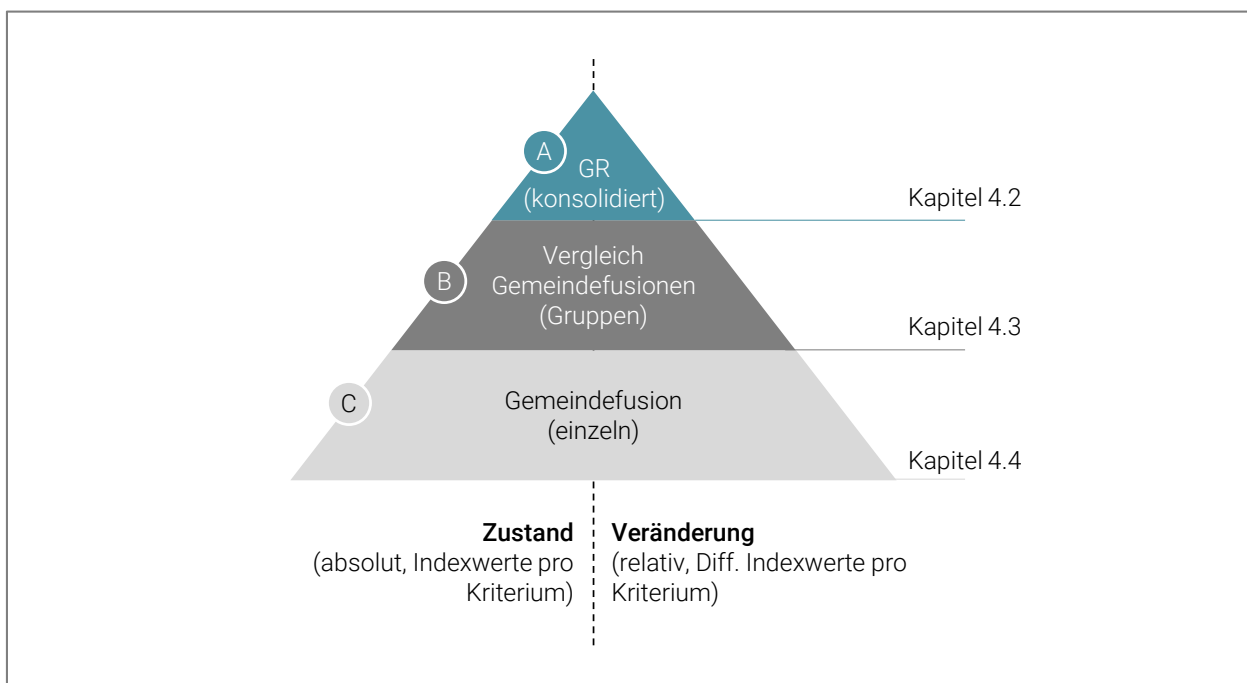 A
GR
(konsolidiert)
Kapitel 4.2
B
Vergleich
Gemeindefusionen
(Gruppen)
Kapitel 4.3
C
Gemeindefusion
(einzeln)
Kapitel 4.4
Zustand
(absolut, Indexwerte pro
Kriterium)
Veränderung
(relativ, Diff. Indexwerte pro
Kriterium)